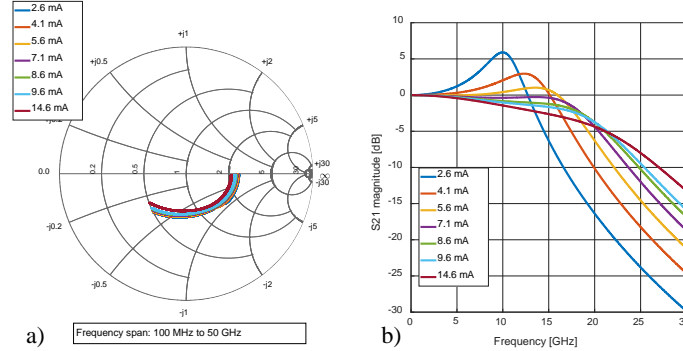 2.6 mA
4.1 mA
5.6 mA
7.1 mA
8.6 mA
9.6 mA
14.6 mA
+j1
+j0.5
+j2
+j0.2
+j5
0.0
0.2
0.5
1
2
5
+j30
-j30
∞
-j0.2
-j5
-j0.5
-j2
-j1
a)
Frequency span: 100 MHz to 50 GHz
S21 magnitude [dB]
10
5
0
-5
-10
-15
-20
-25
-30
2.6 mA
4.1 mA
5.6 mA
7.1 mA
8.6 mA
9.6 mA
14.6 mA
0
5
10
15
20
25
30
Frequency [GHz]
b)